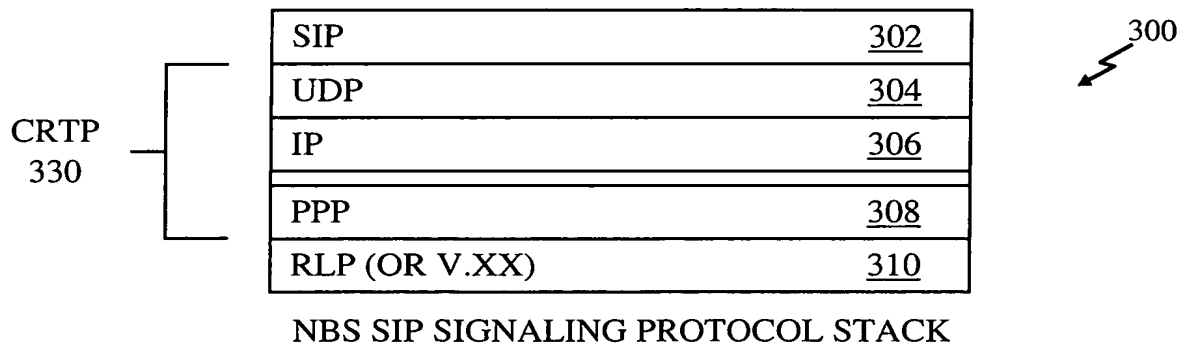 SIP 302
300
UDP 304
CRTP
330
IP 306
PPP 308
RLP (OR V.XX) 310
NBS SIP SIGNALING PROTOCOL STACK